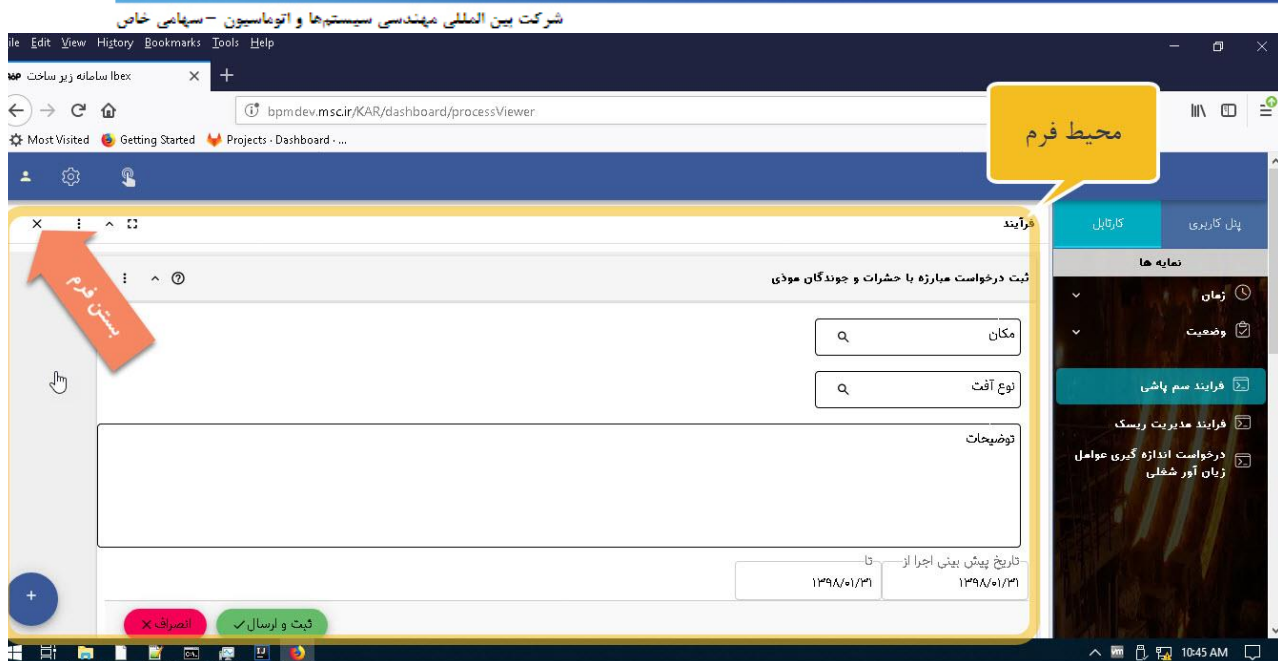 شرکت بین المللی مهندسی سیستم‌ها و اتوماسیون – سهامی خاص
ile Edit View History Bookmarks Tools Help
سامانه زیر ساخت Ibex
bpmdev.msc.ir/KAR/dashboard/processViewer
Most Visited Getting Started Projects · Dashboard · ...
محیط فرم
پنل کاربری
کارتابل
نمایه ها
زمان
وضعیت
فرایند سم پاشی
فرایند مدیریت ریسک
درخواست اندازه گیری عوامل
زیان آور شغلی
فرآیند
بستن فرم
ثبت درخواست مبارزه با حشرات و جوندگان موذی
مکان
نوع آفت
توضیحات
تاریخ پیش بینی اجرا از
تا
۱۳۹۸/۰۱/۳۱
۱۳۹۸/۰۱/۳۱
ثبت و ارسال
انصراف
10:45 AM